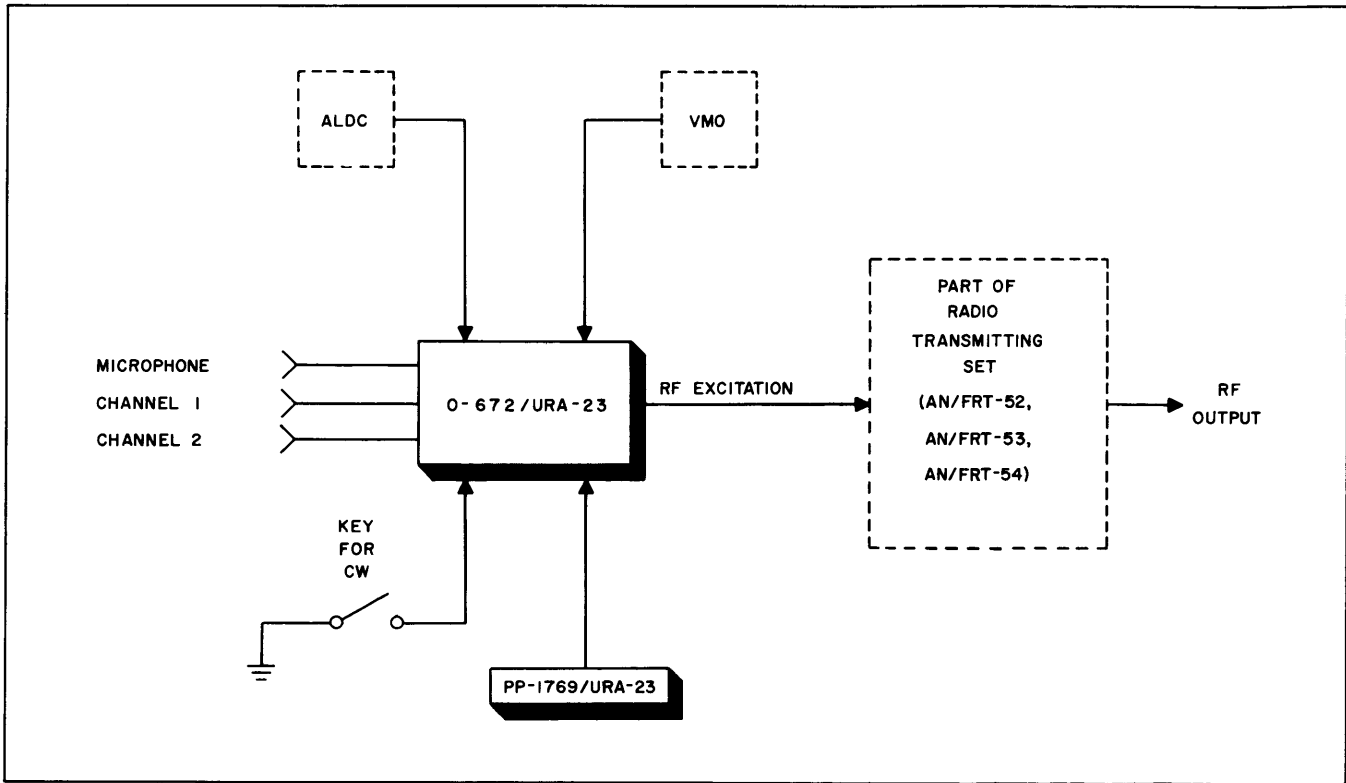 ALDC
VMO
PART OF
RADIO
TRANSMITTING
SET
(AN/FRT-52,
AN/FRT-53,
AN/FRT-54)
MICROPHONE
CHANNEL 1
CHANNEL 2
O-672/URA-23
RF EXCITATION
RF
OUTPUT
KEY
FOR
CW
PP-1769/URA-23